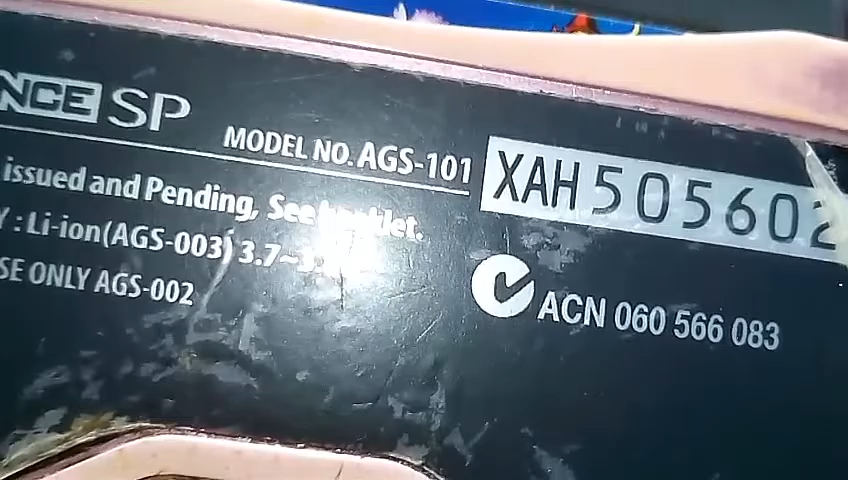 NCE SP
MODEL NO. AGS-101
XAH 505602
issued and Pending, See booklet.
Y : Li-ion(AGS-003) 3.7~
SE ONLY AGS-002
ACN 060 566 083